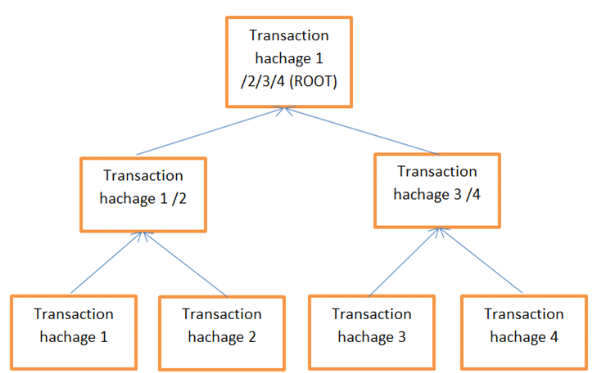 Transaction
hachage 1
/2/3/4 (ROOT)
Transaction
hachage 1 /2
Transaction
hachage 3 /4
Transaction
hachage 1
Transaction
hachage 2
Transaction
hachage 3
Transaction
hachage 4